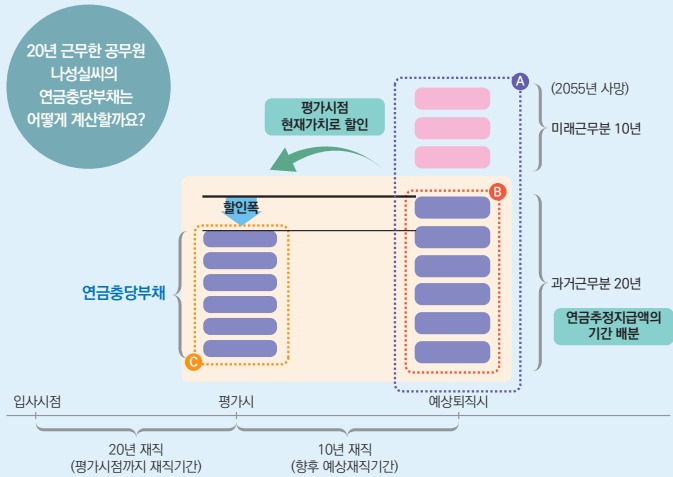 20년 근무한 공무원
나성실씨의
연금충당부채는
어떻게 계산할까요?
평가시점
현재가치로 할인
A
(2055년 사망)
미래근무분 10년
B
할인폭
연금충당부채
과거근무분 20년
연금추정지급액의
기간 배분
C
입사시점
평가시
예상퇴직시
20년 재직
(평가시점까지 재직기간)
10년 재직
(향후 예상재직기간)